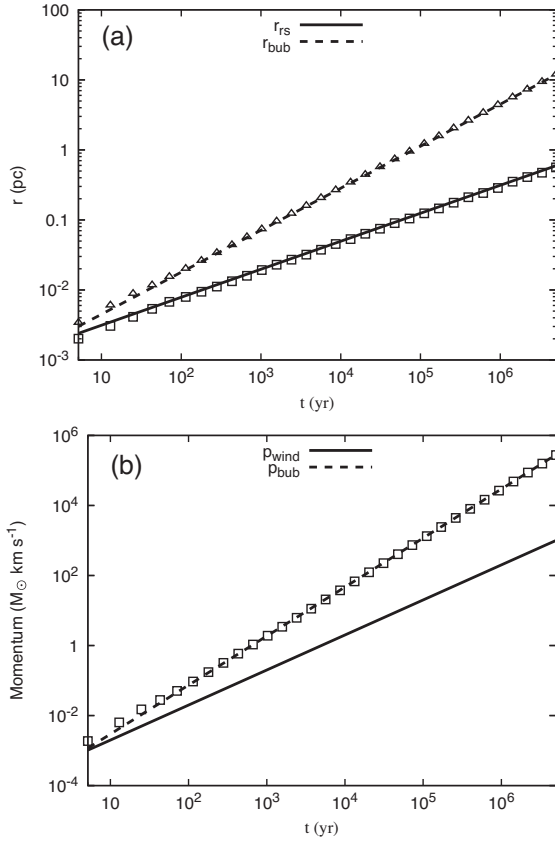 (a)
r_rs
r_bub
100
10
1
0.1
10^-2
10^-3
r (pc)
10 10^2 10^3 10^4 10^5 10^6
t (yr)
(b)
p_wind
p_bub
10^6
10^4
10^2
1
10^-2
10^-4
Momentum (M_⊙ km s^-1)
10 10^2 10^3 10^4 10^5 10^6
t (yr)